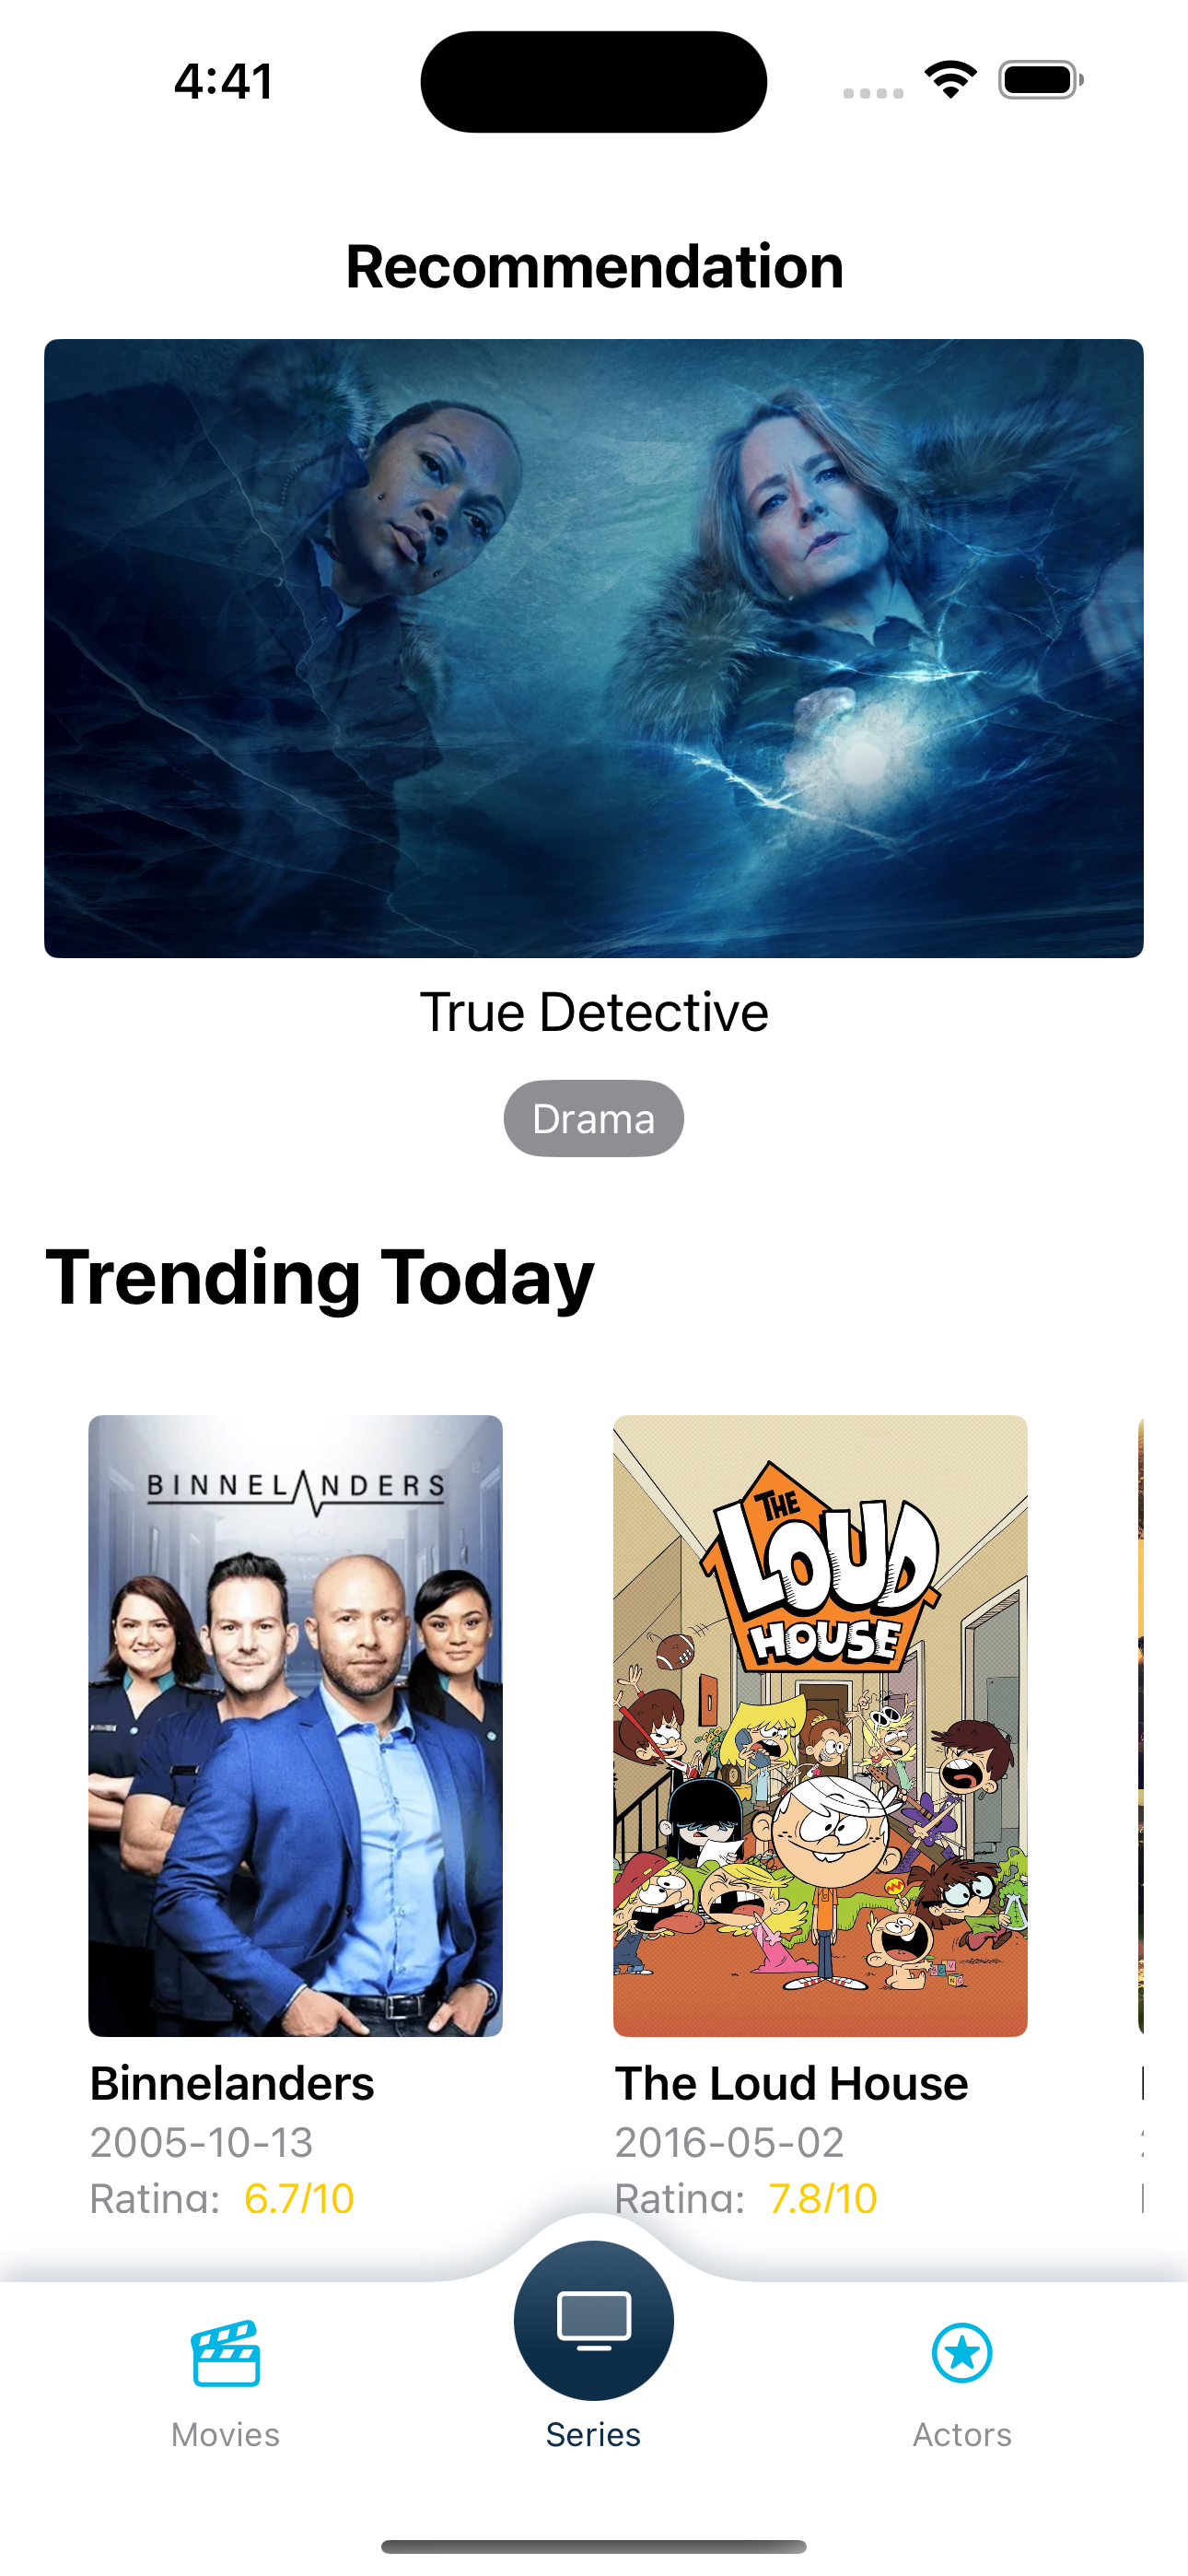 4:41
Recommendation
True Detective
Drama
Trending Today
BINNELANDERS
THE
LOUD
HOUSE
Binnelanders
The Loud House
2005-10-13
2016-05-02
Rating: 6.7/10
Rating: 7.8/10
Movies
Series
Actors